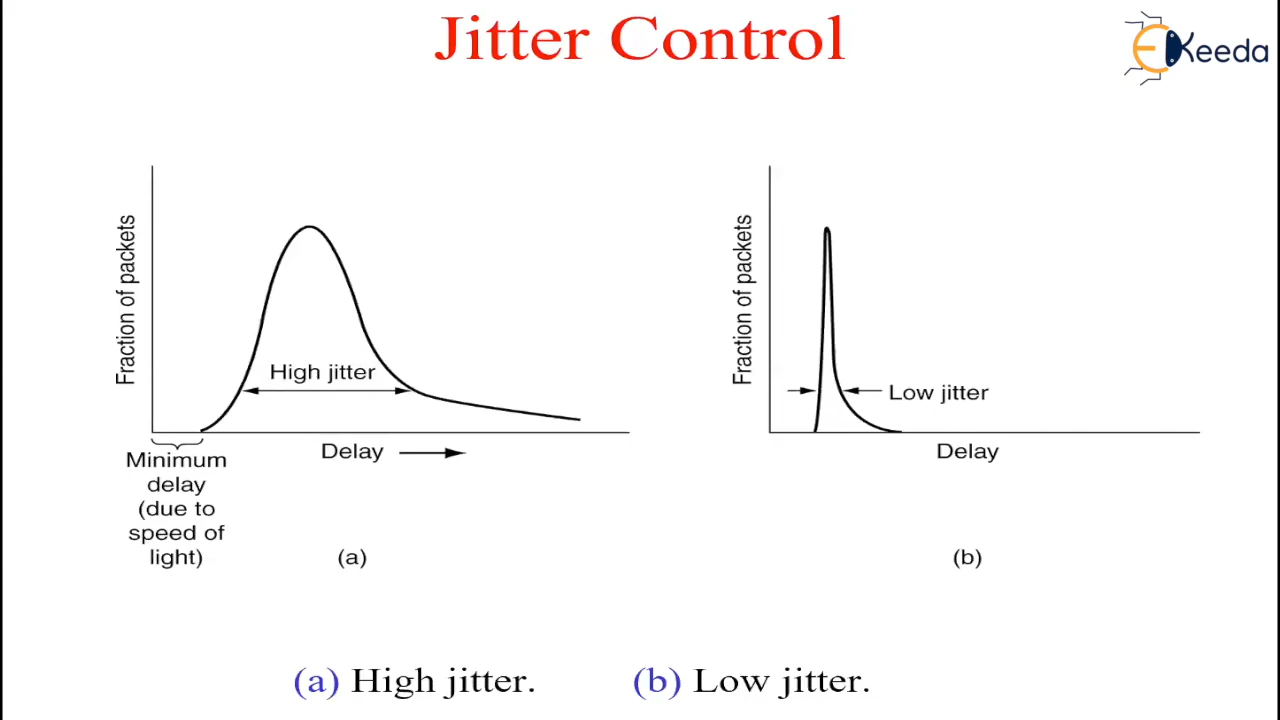 Jitter Control
EKeeda
Fraction of packets
High jitter
Delay
Minimum
delay
(due to
speed of
light)
(a)
Fraction of packets
Low jitter
Delay
(b)
(a) High jitter. (b) Low jitter.